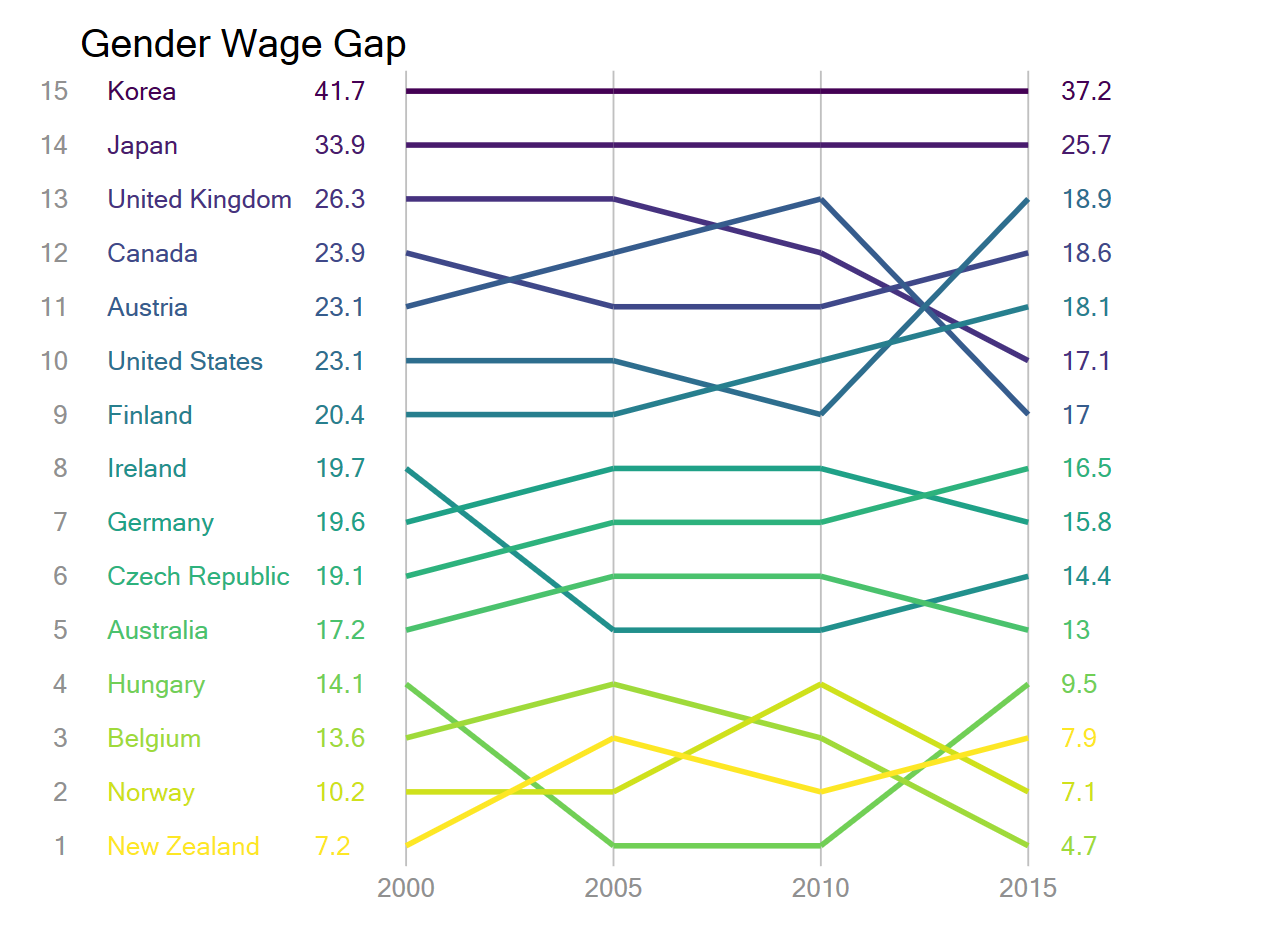 Gender Wage Gap
15 Korea 41.7 37.2
14 Japan 33.9 25.7
13 United Kingdom 26.3 18.9
12 Canada 23.9 18.6
11 Austria 23.1 18.1
10 United States 23.1 17.1
9 Finland 20.4 17
8 Ireland 19.7 16.5
7 Germany 19.6 15.8
6 Czech Republic 19.1 14.4
5 Australia 17.2 13
4 Hungary 14.1 9.5
3 Belgium 13.6 7.9
2 Norway 10.2 7.1
1 New Zealand 7.2 4.7
2000 2005 2010 2015